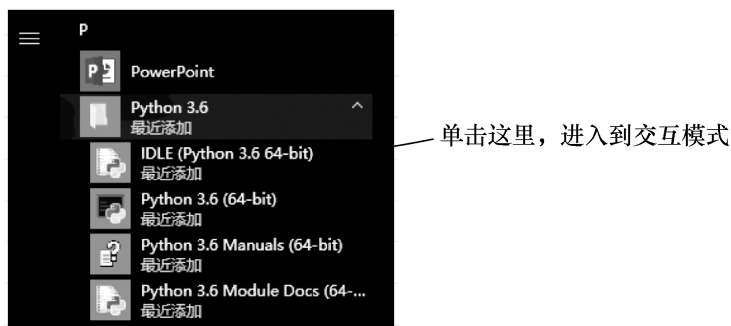 P
PowerPoint
Python 3.6
最近添加
IDLE (Python 3.6 64-bit)
最近添加
Python 3.6 (64-bit)
最近添加
Python 3.6 Manuals (64-bit)
最近添加
Python 3.6 Module Docs (64-...
最近添加
单击这里，进入到交互模式